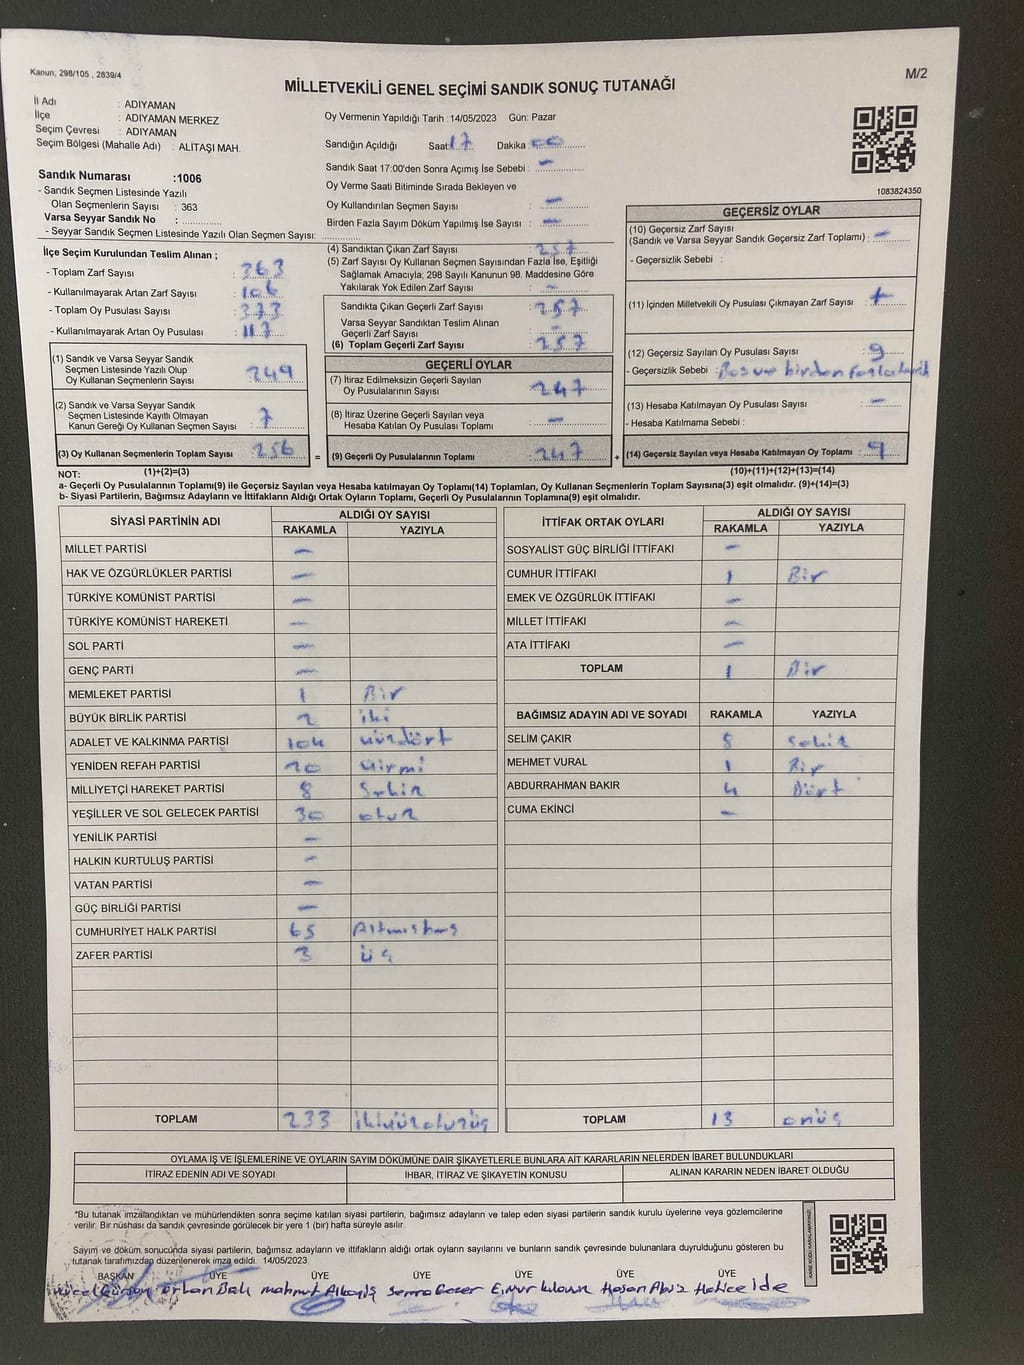 Kanun; 298/105 , 2839/4
M/2
MİLLETVEKİLİ GENEL SEÇİMİ SANDIK SONUÇ TUTANAĞI
İl Adı : ADIYAMAN
İlçe : ADIYAMAN MERKEZ
Seçim Çevresi : ADIYAMAN
Seçim Bölgesi (Mahalle Adı) : ALİTAŞI MAH.
Sandık Numarası :1006
- Sandık Seçmen Listesinde Yazılı
Olan Seçmenlerin Sayısı : 363
Varsa Seyyar Sandık No :
- Seyyar Sandık Seçmen Listesinde Yazılı Olan Seçmen Sayısı:
Oy Vermenin Yapıldığı Tarih :14/05/2023 Gün: Pazar
Sandığın Açıldığı Saat 17 Dakika 00
Sandık Saat 17:00'den Sonra Açılmış İse Sebebi : -
Oy Verme Saati Bitiminde Sırada Bekleyen ve
Oy Kullandırılan Seçmen Sayısı : -
Birden Fazla Sayım Döküm Yapılmış İse Sayısı : -
1083824350
İlçe Seçim Kurulundan Teslim Alınan ;
- Toplam Zarf Sayısı : 363
- Kullanılmayarak Artan Zarf Sayısı : 106
- Toplam Oy Pusulası Sayısı : 373
- Kullanılmayarak Artan Oy Pusulası : 117
(1) Sandık ve Varsa Seyyar Sandık
Seçmen Listesinde Yazılı Olup
Oy Kullanan Seçmenlerin Sayısı : 249
(2) Sandık ve Varsa Seyyar Sandık
Seçmen Listesinde Kayıtlı Olmayan
Kanun Gereği Oy Kullanan Seçmen Sayısı : 7
(3) Oy Kullanan Seçmenlerin Toplam Sayısı : 256
(4) Sandıktan Çıkan Zarf Sayısı : 257
(5) Zarf Sayısı Oy Kullanan Seçmen Sayısından Fazla İse, Eşitliği
Sağlamak Amacıyla; 298 Sayılı Kanunun 98. Maddesine Göre
Yakılarak Yok Edilen Zarf Sayısı : -
Sandıkta Çıkan Geçerli Zarf Sayısı : 257
Varsa Seyyar Sandıktan Teslim Alınan
Geçerli Zarf Sayısı : -
(6) Toplam Geçerli Zarf Sayısı : 257
GEÇERLİ OYLAR
(7) İtiraz Edilmeksizin Geçerli Sayılan
Oy Pusulalarının Sayısı : 247
(8) İtiraz Üzerine Geçerli Sayılan veya
Hesaba Katılan Oy Pusulası Toplamı : -
= (9) Geçerli Oy Pusulalarının Toplamı : 247
GEÇERSİZ OYLAR
(10) Geçersiz Zarf Sayısı
(Sandık ve Varsa Seyyar Sandık Geçersiz Zarf Toplamı) : -
- Geçersizlik Sebebi :
(11) İçinden Milletvekili Oy Pusulası Çıkmayan Zarf Sayısı :
(12) Geçersiz Sayılan Oy Pusulası Sayısı : 9
- Geçersizlik Sebebi : Bos ve birden fazla
(13) Hesaba Katılmayan Oy Pusulası Sayısı : -
- Hesaba Katılmama Sebebi :
+ (14) Geçersiz Sayılan veya Hesaba Katılmayan Oy Toplamı : 9
NOT: (1)+(2)=(3) (10)+(11)+(12)+(13)=(14)
a- Geçerli Oy Pusulalarının Toplamı(9) ile Geçersiz Sayılan veya Hesaba katılmayan Oy Toplamı(14) Toplamları, Oy Kullanan Seçmenlerin Toplam Sayısına(3) eşit olmalıdır. (9)+(14)=(3)
b- Siyasi Partilerin, Bağımsız Adayların ve İttifakların Aldığı Ortak Oyların Toplamı, Geçerli Oy Pusulalarının Toplamına(9) eşit olmalıdır.
SİYASİ PARTİNİN ADI ALDIĞI OY SAYISI
RAKAMLA YAZIYLA
MİLLET PARTİSİ -
HAK VE ÖZGÜRLÜKLER PARTİSİ -
TÜRKİYE KOMÜNİST PARTİSİ -
TÜRKİYE KOMÜNİST HAREKETİ -
SOL PARTİ -
GENÇ PARTİ -
MEMLEKET PARTİSİ 1 Bir
BÜYÜK BİRLİK PARTİSİ 2 iki
ADALET VE KALKINMA PARTİSİ 104 yüzdört
YENİDEN REFAH PARTİSİ 20 yirmi
MİLLİYETÇİ HAREKET PARTİSİ 8 Sekiz
YEŞİLLER VE SOL GELECEK PARTİSİ 30 otuz
YENİLİK PARTİSİ -
HALKIN KURTULUŞ PARTİSİ -
VATAN PARTİSİ -
GÜÇ BİRLİĞİ PARTİSİ -
CUMHURİYET HALK PARTİSİ 65 Altmışbeş
ZAFER PARTİSİ 3 üç
TOPLAM 233 ikiyüzotuzüç
İTTİFAK ORTAK OYLARI ALDIĞI OY SAYISI
RAKAMLA YAZIYLA
SOSYALİST GÜÇ BİRLİĞİ İTTİFAKI -
CUMHUR İTTİFAKI 1 Bir
EMEK VE ÖZGÜRLÜK İTTİFAKI -
MİLLET İTTİFAKI -
ATA İTTİFAKI -
TOPLAM 1 Bir
BAĞIMSIZ ADAYIN ADI VE SOYADI RAKAMLA YAZIYLA
SELİM ÇAKIR 8 Sekiz
MEHMET VURAL 1 Bir
ABDURRAHMAN BAKIR 4 Dört
CUMA EKİNCİ -
TOPLAM 13 onüç
OYLAMA İŞ VE İŞLEMLERİNE VE OYLARIN SAYIM DÖKÜMÜNE DAİR ŞİKAYETLERLE BUNLARA AİT KARARLARIN NELERDEN İBARET BULUNDUKLARI
İTİRAZ EDENİN ADI VE SOYADI İHBAR, İTİRAZ VE ŞİKAYETİN KONUSU ALINAN KARARIN NEDEN İBARET OLDUĞU
*Bu tutanak imzalandıktan ve mühürlendikten sonra seçime katılan siyasi partilerin, bağımsız adayların ve talep eden siyasi partilerin sandık kurulu üyelerine veya gözlemcilerine
verilir. Bir nüshası da sandık çevresinde görülecek bir yere 1 (bir) hafta süreyle asılır.
Sayım ve döküm sonucunda siyasi partilerin, bağımsız adayların ve ittifakların aldığı ortak oyların sayılarını ve bunların sandık çevresinde bulunanlara duyrulduğunu gösteren bu
tutanak tarafımızdan düzenlenerek imza edildi. 14/05/2023
KARE KODU KARALAMAYINIZ!
BAŞKAN ÜYE ÜYE ÜYE ÜYE ÜYE ÜYE
Orhan Balı mahmut Semra Hasan Hatice İde